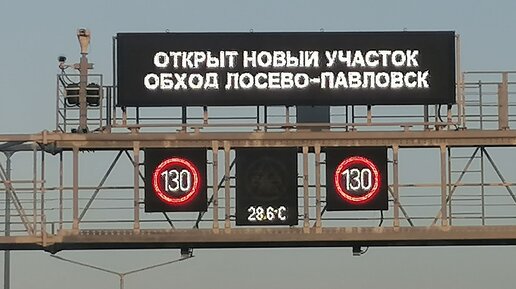 ОТКРЫТ НОВЫЙ УЧАСТОК
ОБХОД ЛОСЕВО-ПАВЛОВСК
130
130
28.6°C